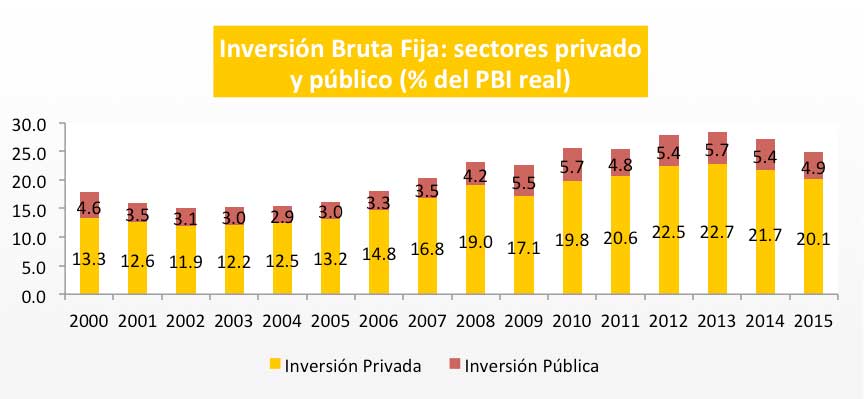 Inversión Bruta Fija: sectores privado
y público (% del PBI real)
30.0
25.0
20.0
15.0
10.0
5.0
0.0
4.6 3.5 3.1 3.0 2.9 3.0 3.3 3.5 4.2 5.5 5.7 4.8 5.4 5.7 5.4 4.9
13.3 12.6 11.9 12.2 12.5 13.2 14.8 16.8 19.0 17.1 19.8 20.6 22.5 22.7 21.7 20.1
2000 2001 2002 2003 2004 2005 2006 2007 2008 2009 2010 2011 2012 2013 2014 2015
Inversión Privada Inversión Pública